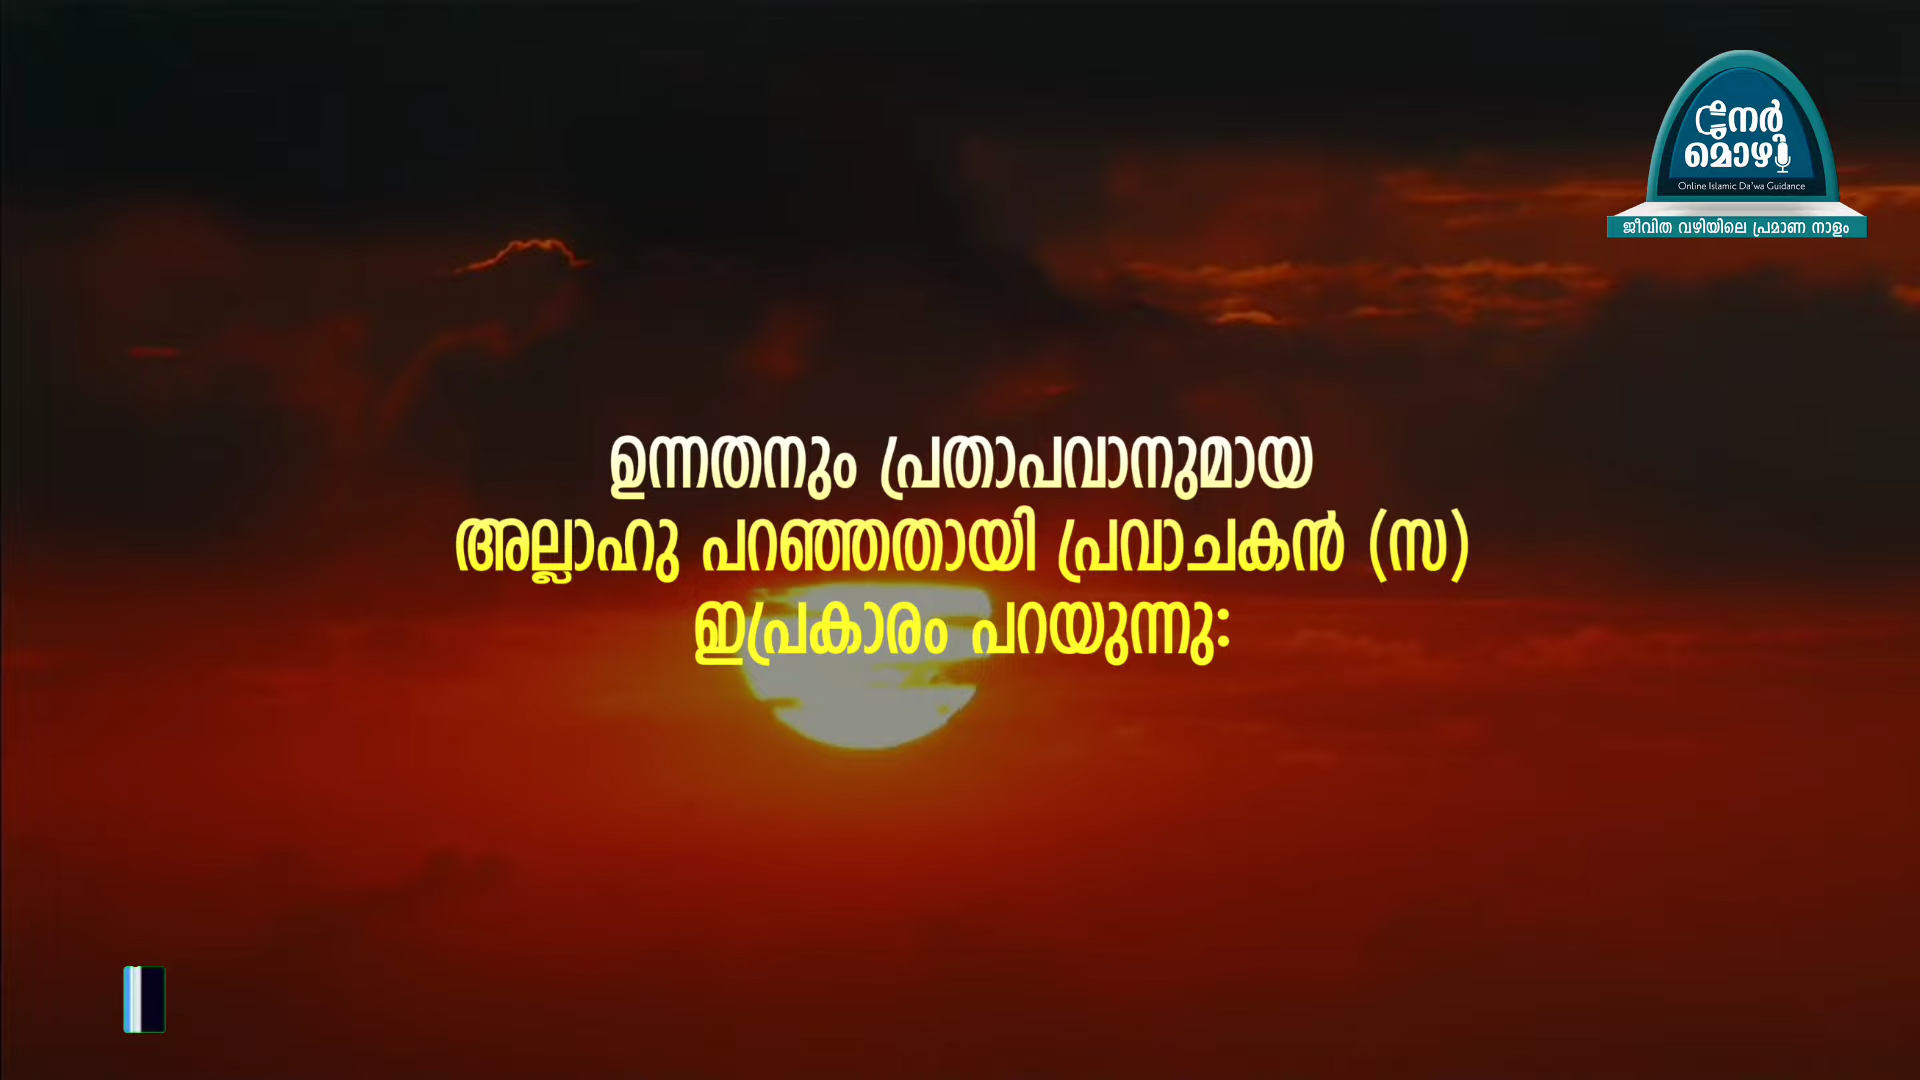 നേർ
മൊഴി
Online Islamic Da'wa Guidance
ജീവിത വഴിയിലെ പ്രമാണ നാളം
ഉന്നതനും പ്രതാപവാനുമായ
അല്ലാഹു പറഞ്ഞതായി പ്രവാചകൻ (സ)
ഇപ്രകാരം പറയുന്നു: